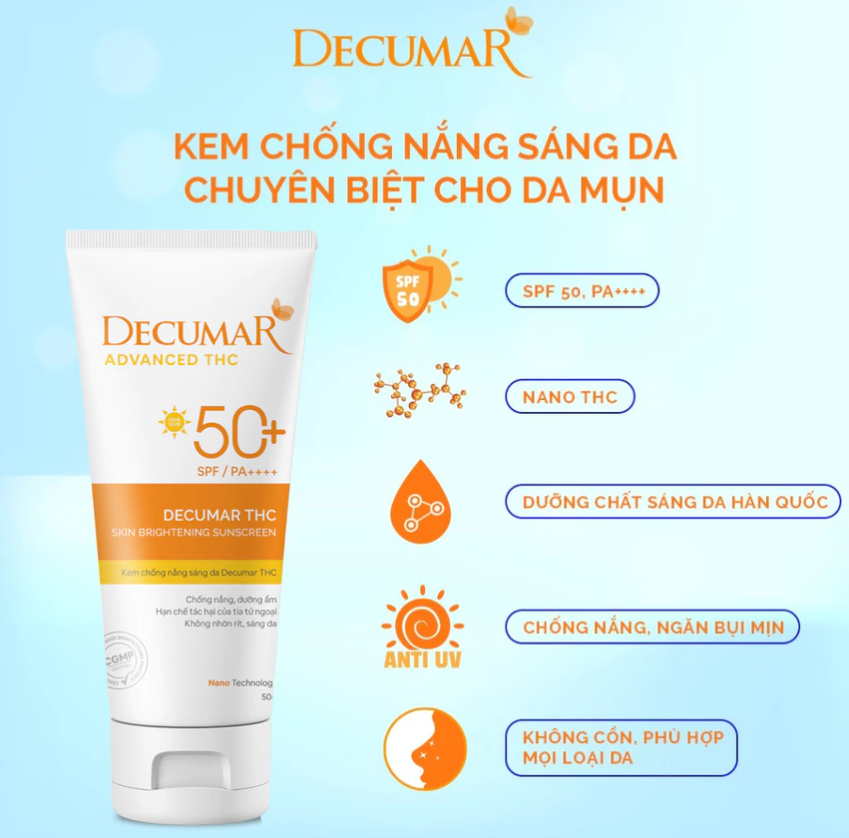 DECUMAR
KEM CHỐNG NẮNG SÁNG DA
CHUYÊN BIỆT CHO DA MỤN
SPF
50
SPF 50, PA++++
NANO THC
DƯỠNG CHẤT SÁNG DA HÀN QUỐC
ANTI UV
CHỐNG NẮNG, NGĂN BỤI MỊN
KHÔNG CỒN, PHÙ HỢP
MỌI LOẠI DA
DECUMAR
ADVANCED THC
50+
SPF / PA++++
DECUMAR THC
SKIN BRIGHTENING SUNSCREEN
Kem chống nắng sáng da Decumar THC
Chống nắng, dưỡng ẩm
Hạn chế tác hại của tia tử ngoại
Không nhờn rít, sáng da
CGMP
Nano Technolog
50